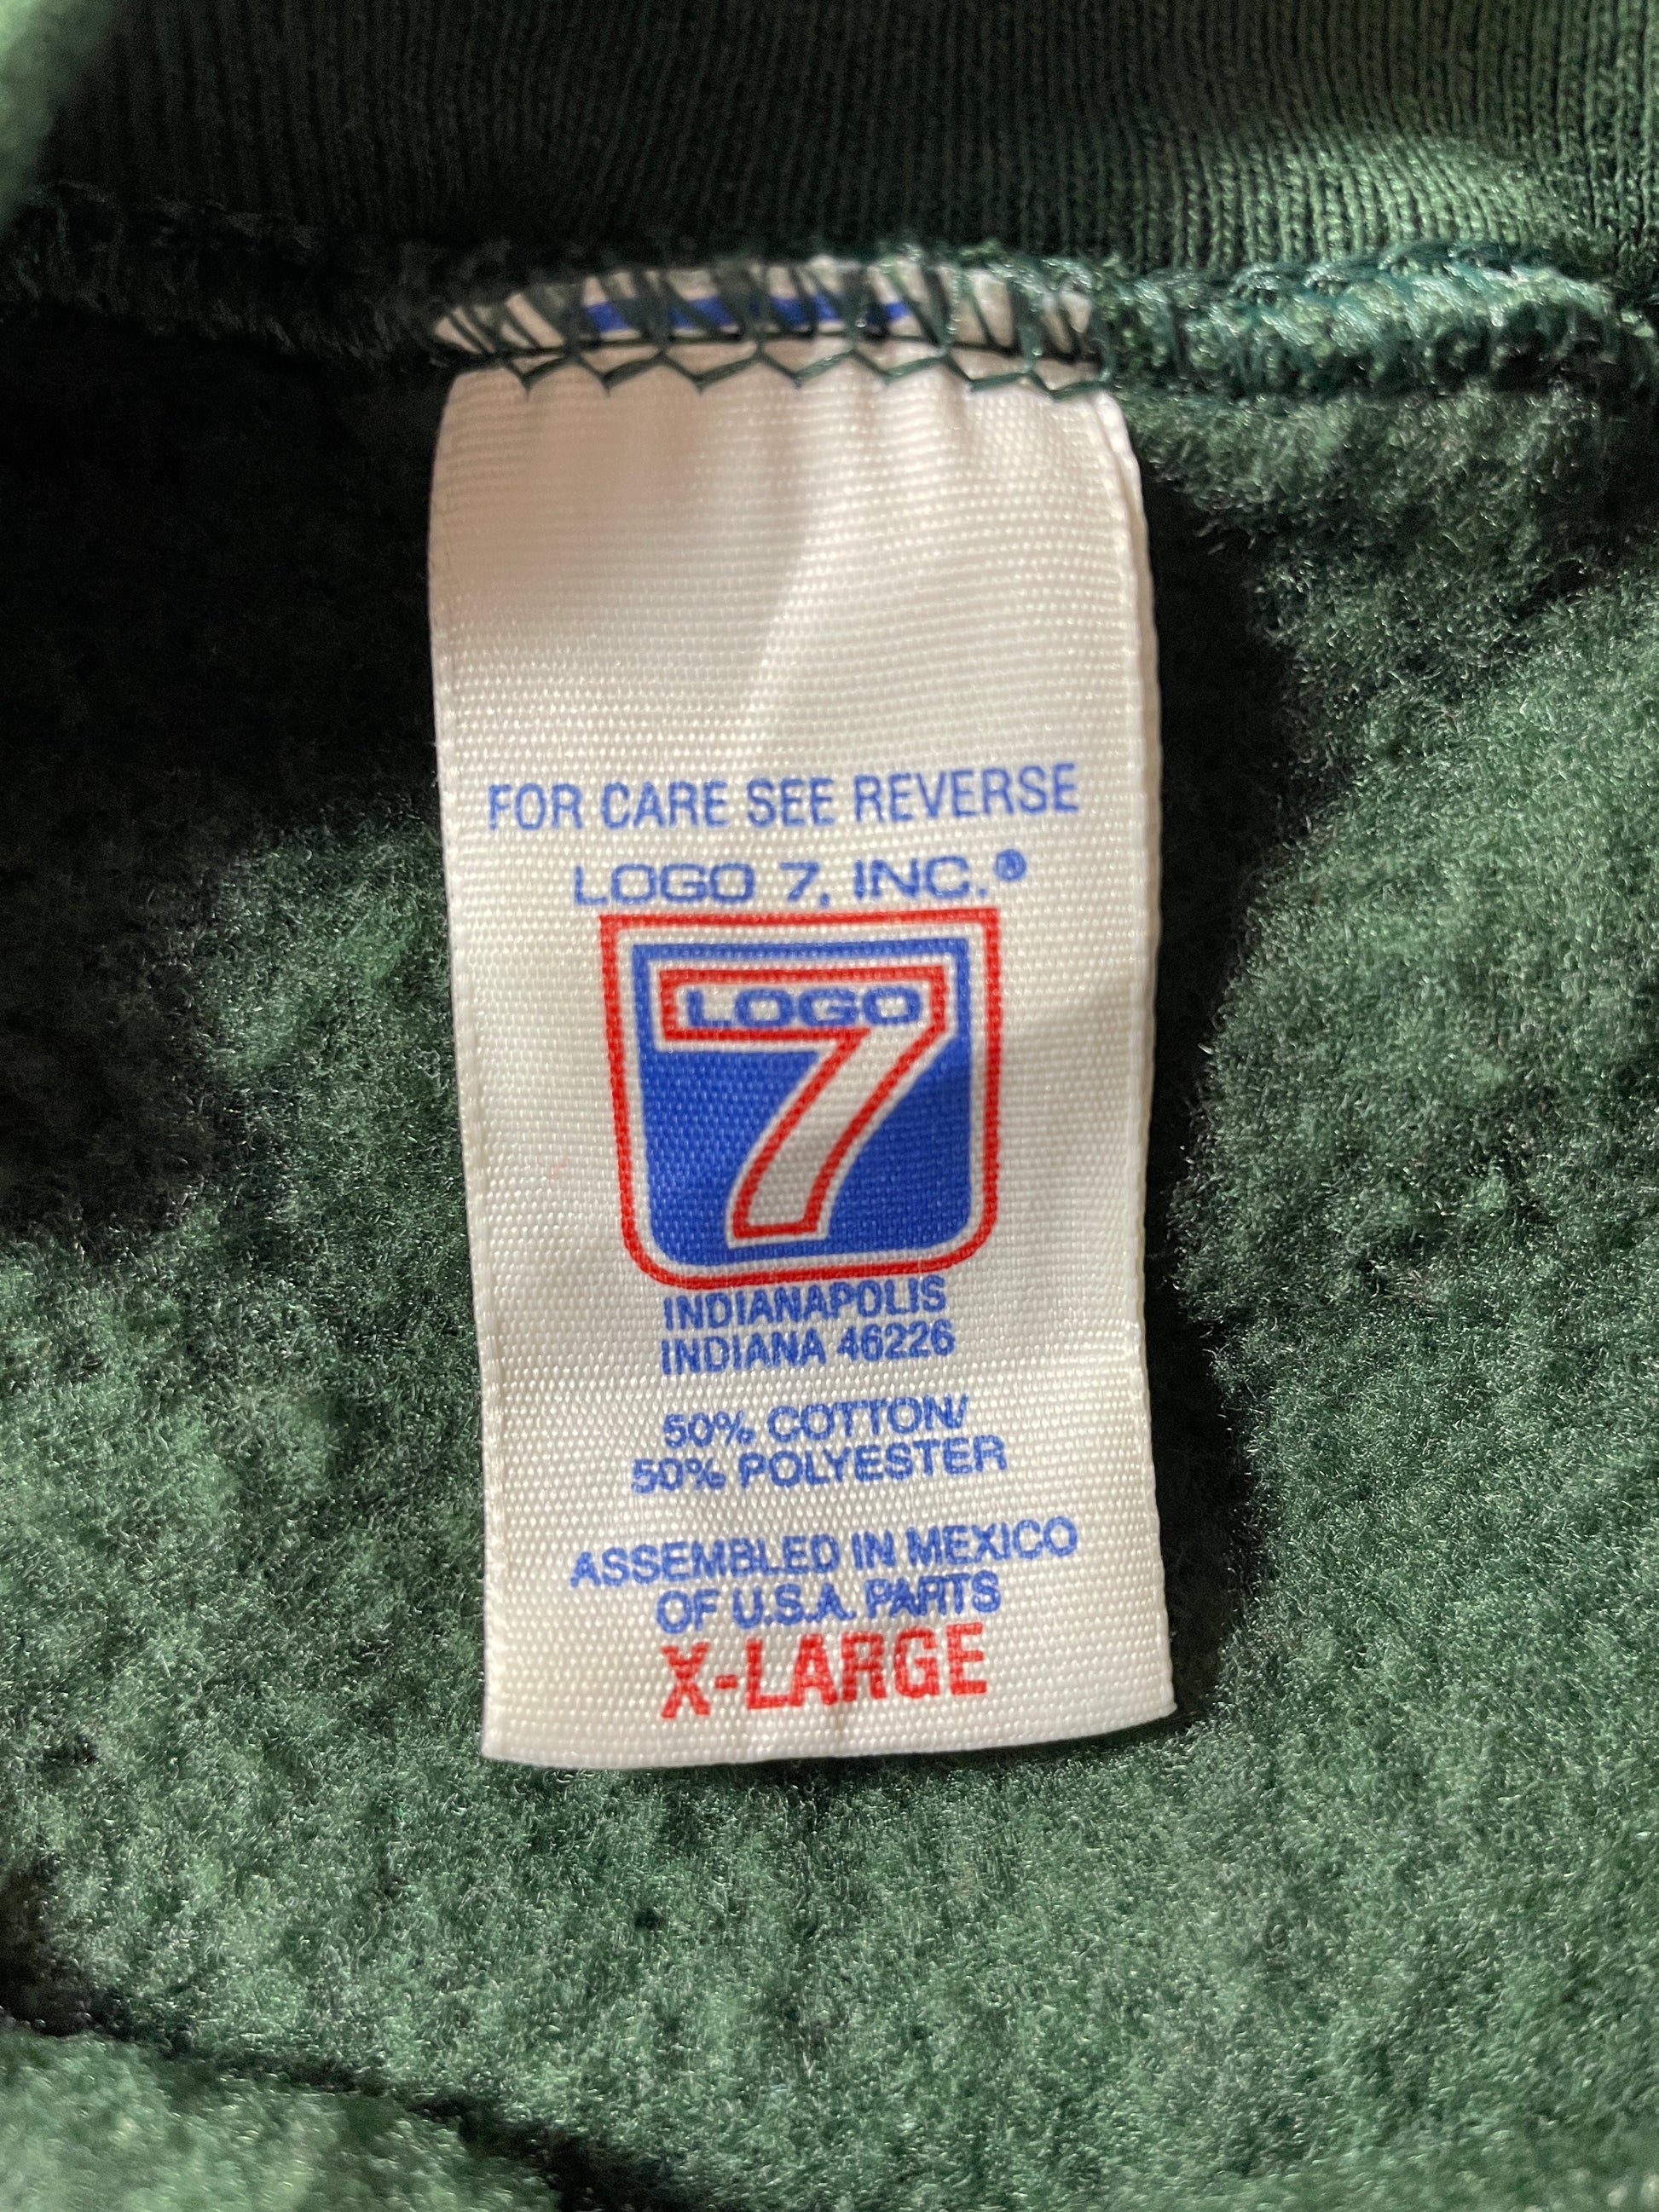 FOR CARE SEE REVERSE
LOGO 7, INC.®
LOGO
7
INDIANAPOLIS
INDIANA 46226
50% COTTON/
50% POLYESTER
ASSEMBLED IN MEXICO
OF U.S.A. PARTS
X-LARGE